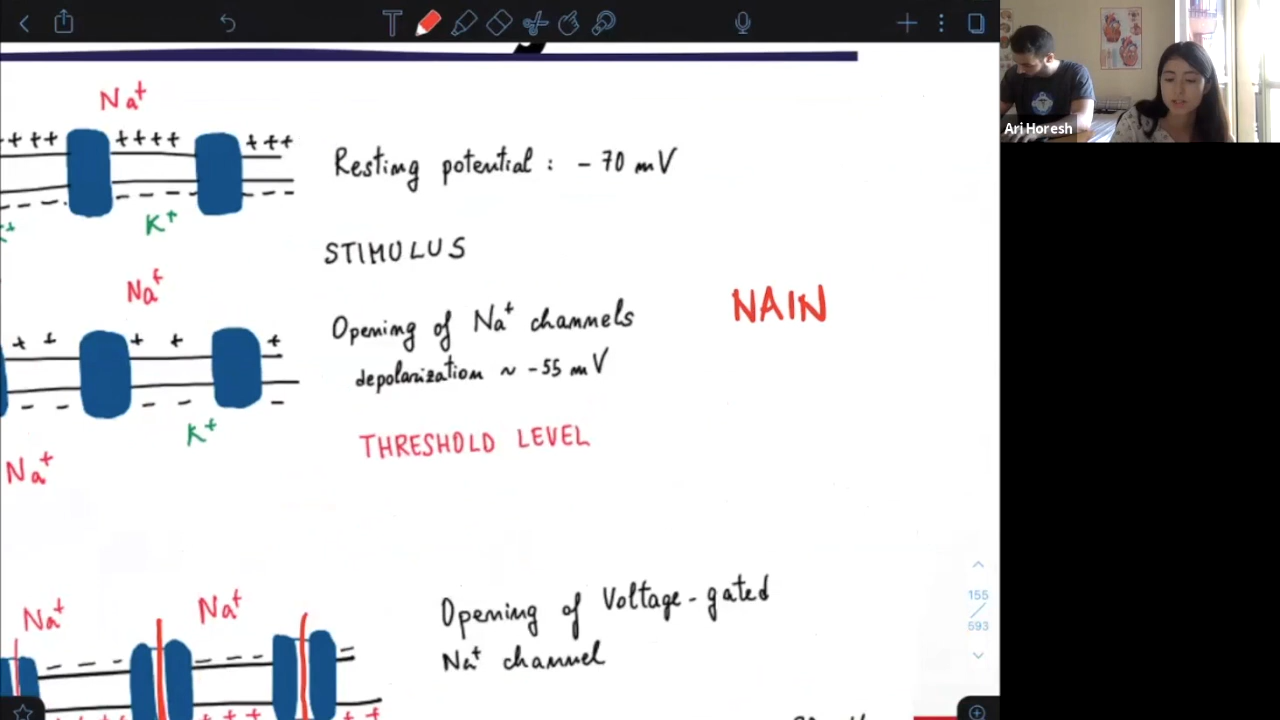 Na+
++++ ++++ +++
Resting potential : - 70 mV
K+ K+
STIMULUS
Na+
Opening of Na+ channels
NAIN
+ + + + +
depolarization ~ -55 mV
K+
THRESHOLD LEVEL
Na+
Opening of Voltage-gated
Na+ channel
Na+ Na+
+++ ++
Ari Horesh
155
593